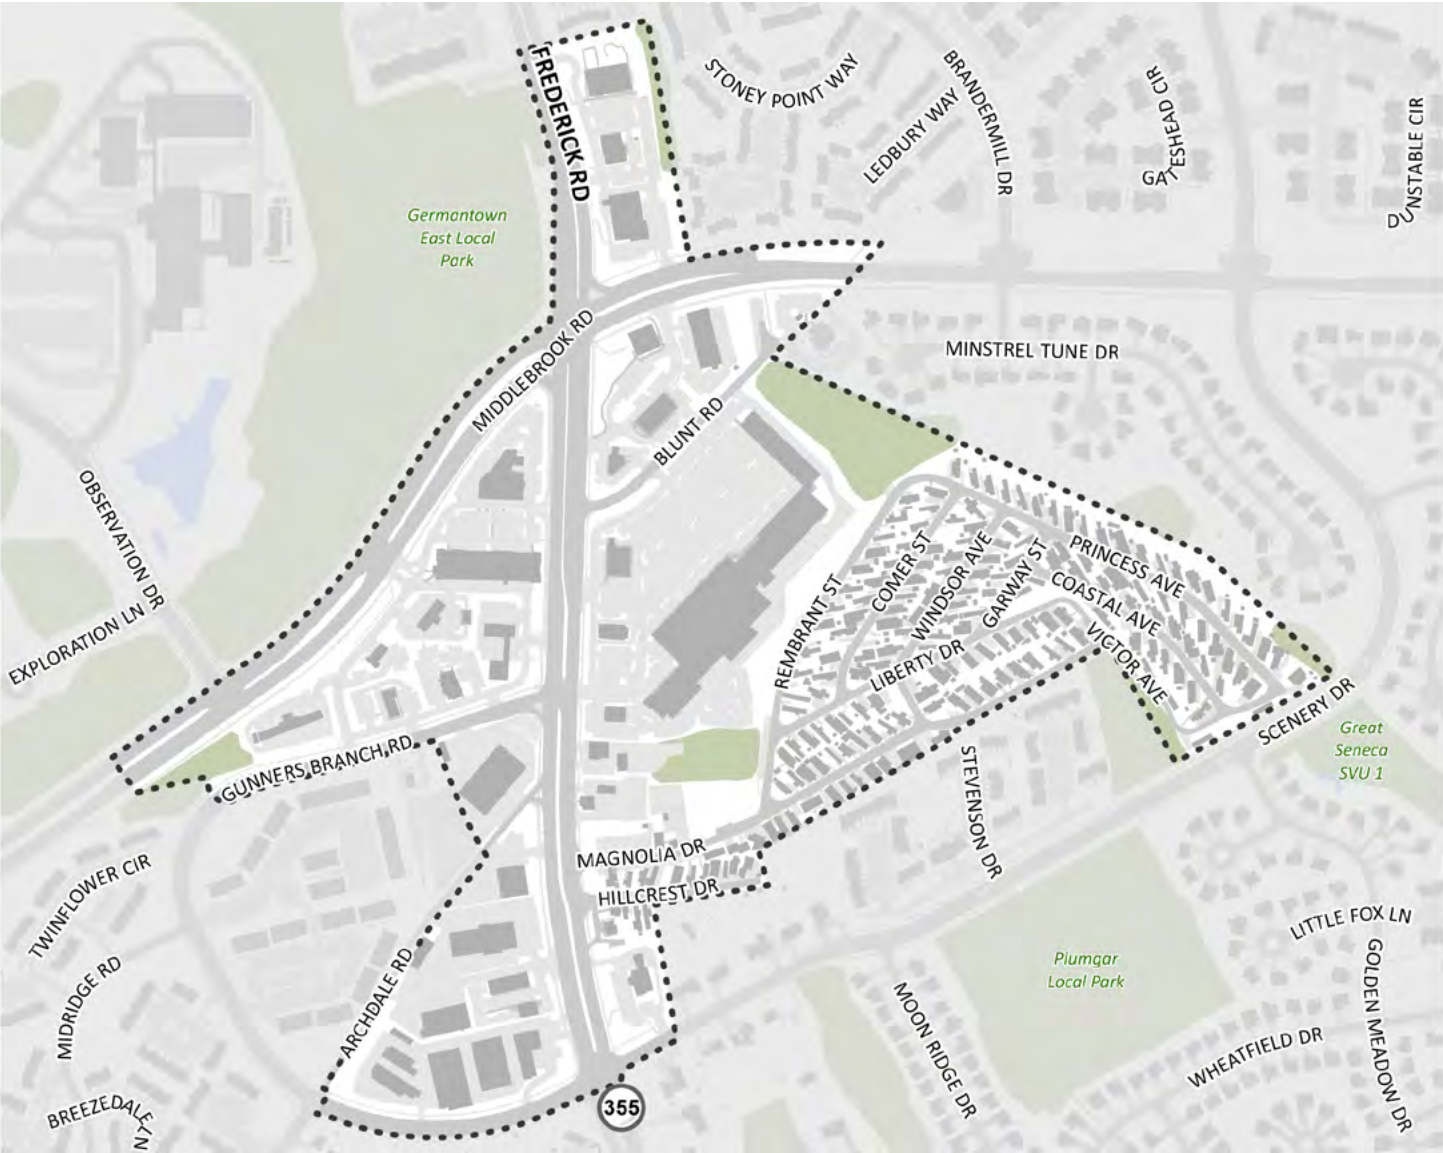 FREDERICK RD
STONEY POINT WAY
BRANDERMILL DR
LEDBURY WAY
GATESHEAD CIR
DUNSTABLE CIR
Germantown
East Local
Park
MIDDLEBROOK RD
MINSTREL TUNE DR
BLUNT RD
OBSERVATION DR
EXPLORATION LN
REMBRANT ST
COMER ST
WINDSOR AVE
GARWAY ST
PRINCESS AVE
COASTAL AVE
VICTOR AVE
LIBERTY DR
SCENERY DR
Great
Seneca
SVU 1
GUNNERS BRANCH RD
STEVENSON DR
MAGNOLIA DR
HILLCREST DR
TWINFLOWER CIR
MIDRIDGE RD
ARCHDALE RD
BREEZEDALE
LN
Plumgar
Local Park
LITTLE FOX LN
GOLDEN MEADOW DR
MOON RIDGE DR
WHEATFIELD DR
355